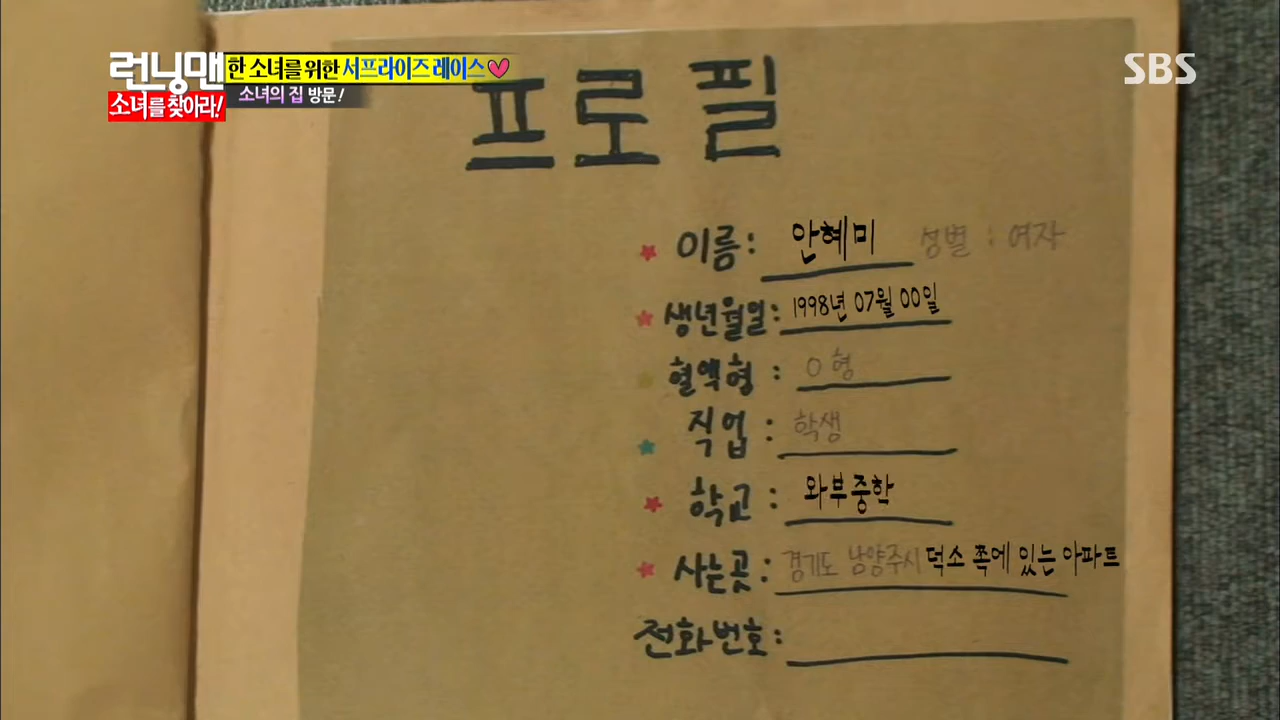 런닝맨 한 소녀를 위한 서프라이즈 레이스
소녀를 찾아라! 소녀의 집 방문!
SBS
프로필
이름: 안혜미 성별 : 여자
생년월일: 1998년 07월 00일
혈액형 : O형
직업 : 학생
학교 : 와부중학
사는곳 : 경기도 남양주시 덕소 쪽에 있는 아파트
전화번호: